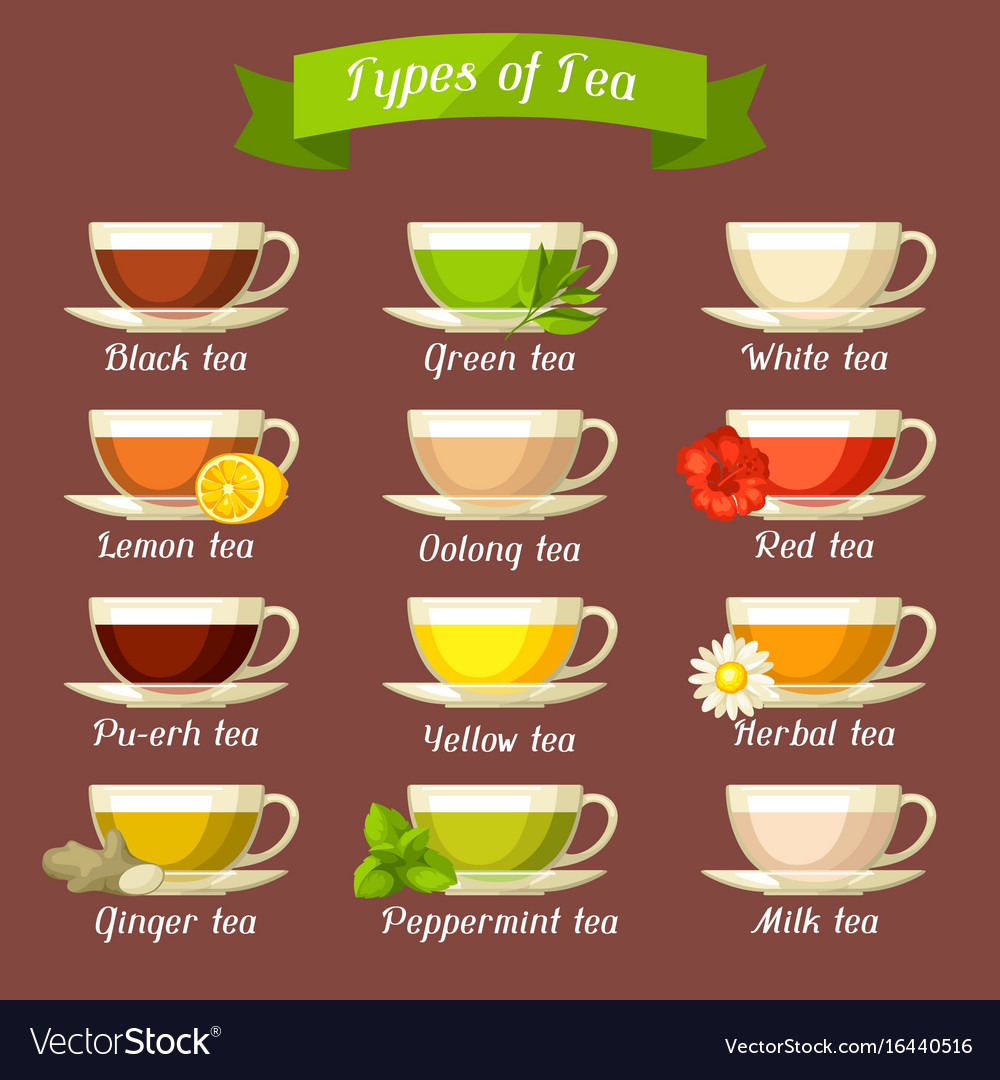 Types of Tea
Black tea
Green tea
White tea
Lemon tea
Oolong tea
Red tea
Pu-erh tea
Yellow tea
Herbal tea
Ginger tea
Peppermint tea
Milk tea
VectorStock®
VectorStock.com/16440516